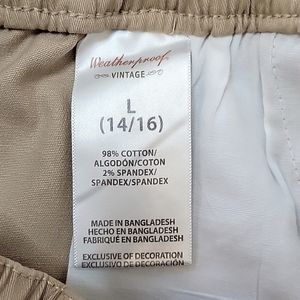 Weatherproof
VINTAGE
L
(14/16)
98% COTTON/
ALGODÓN/COTON
2% SPANDEX/
SPANDEX/SPANDEX
MADE IN BANGLADESH
HECHO EN BANGLADESH
FABRIQUÉ EN BANGLADESH
EXCLUSIVE OF DECORATION
EXCLUSIVO DE DECORACIÓN